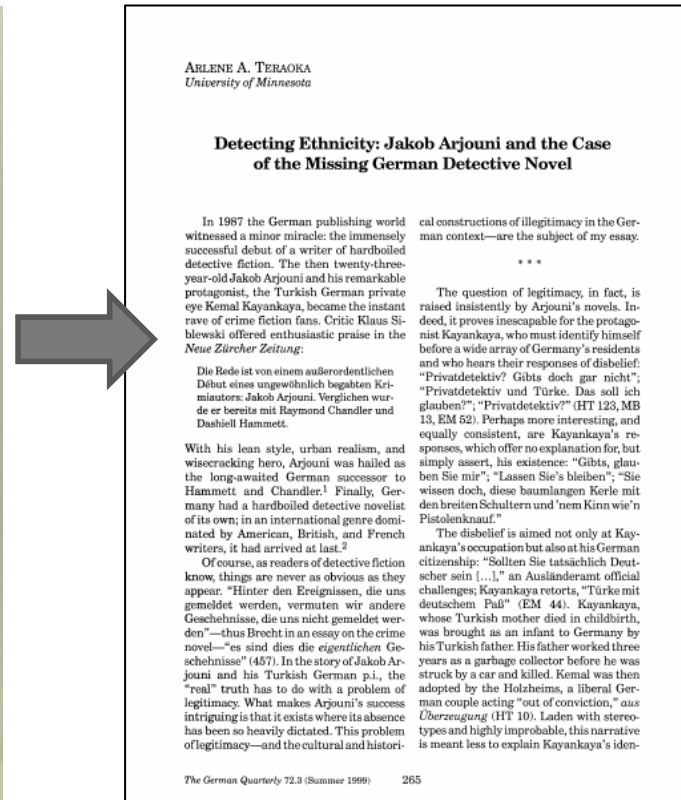 ARLENE A. TERAOKA
University of Minnesota
Detecting Ethnicity: Jakob Arjouni and the Case
of the Missing German Detective Novel
In 1987 the German publishing world
witnessed a minor miracle: the immensely
successful debut of a writer of hardboiled
detective fiction. The then twenty-three-
year-old Jakob Arjouni and his remarkable
protagonist, the Turkish German private
eye Kemal Kayankaya, became the instant
rave of crime fiction fans. Critic Klaus Si-
blewski offered enthusiastic praise in the
Neue Zürcher Zeitung:
Die Rede ist von einem außerordentlichen
Début eines ungewöhnlich begabten Kri-
miautors: Jakob Arjouni. Verglichen wur-
de er bereits mit Raymond Chandler und
Dashiell Hammett.
With his lean style, urban realism, and
wisecracking hero, Arjouni was hailed as
the long-awaited German successor to
Hammett and Chandler.1 Finally, Ger-
many had a hardboiled detective novelist
of its own; in an international genre domi-
nated by American, British, and French
writers, it had arrived at last.2
Of course, as readers of detective fiction
know, things are never as obvious as they
appear. “Hinter den Ereignissen, die uns
gemeldet werden, vermuten wir andere
Geschehnisse, die uns nicht gemeldet wer-
den”—thus Brecht in an essay on the crime
novel—“es sind dies die eigentlichen Ge-
schehnisse” (457). In the story of Jakob Ar-
jouni and his Turkish German p.i., the
“real” truth has to do with a problem of
legitimacy. What makes Arjouni’s success
intriguing is that it exists where its absence
has been so heavily dictated. This problem
of legitimacy—and the cultural and histori-
cal constructions of illegitimacy in the Ger-
man context—are the subject of my essay.
* * *
The question of legitimacy, in fact, is
raised insistently by Arjouni’s novels. In-
deed, it proves inescapable for the protago-
nist Kayankaya, who must identify himself
before a wide array of Germany’s residents
and who hears their responses of disbelief:
“Privatdetektiv? Gibts doch gar nicht”;
“Privatdetektiv und Türke. Das soll ich
glauben?”; “Privatdetektiv?” (HT 123, MB
13, EM 52). Perhaps more interesting, and
equally consistent, are Kayankaya’s re-
sponses, which offer no explanation for, but
simply assert, his existence: “Gibts, glau-
ben Sie mir”; “Lassen Sie’s bleiben”; “Sie
wissen doch, diese baumlangen Kerle mit
den breiten Schultern und ’nem Kinn wie’n
Pistolenknauf.”
The disbelief is aimed not only at Kay-
ankaya’s occupation but also at his German
citizenship: “Sollten Sie tatsächlich Deut-
scher sein [...],” an Ausländeramt official
challenges; Kayankaya retorts, “Türke mit
deutschem Paß” (EM 44). Kayankaya,
whose Turkish mother died in childbirth,
was brought as an infant to Germany by
his Turkish father. His father worked three
years as a garbage collector before he was
struck by a car and killed. Kemal was then
adopted by the Holzheims, a liberal Ger-
man couple acting “out of conviction,” aus
Überzeugung (HT 10). Laden with stereo-
types and highly improbable, this narrative
is meant less to explain Kayankaya’s iden-
The German Quarterly 72.3 (Summer 1999) 265